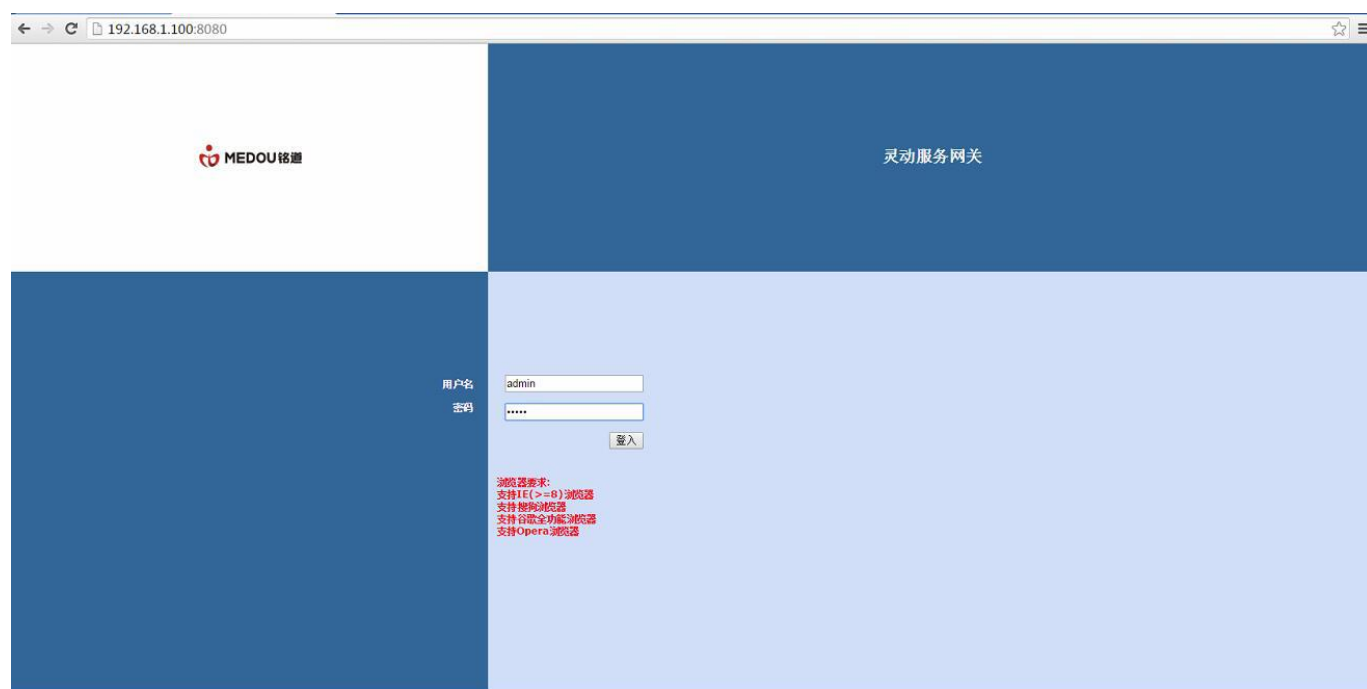 192.168.1.100:8080
MEDOU铭道
灵动服务网关
用户名
admin
密码
•••••
登入
浏览器要求:
支持IE(>=8)浏览器
支持搜狗浏览器
支持谷歌全功能浏览器
支持Opera浏览器